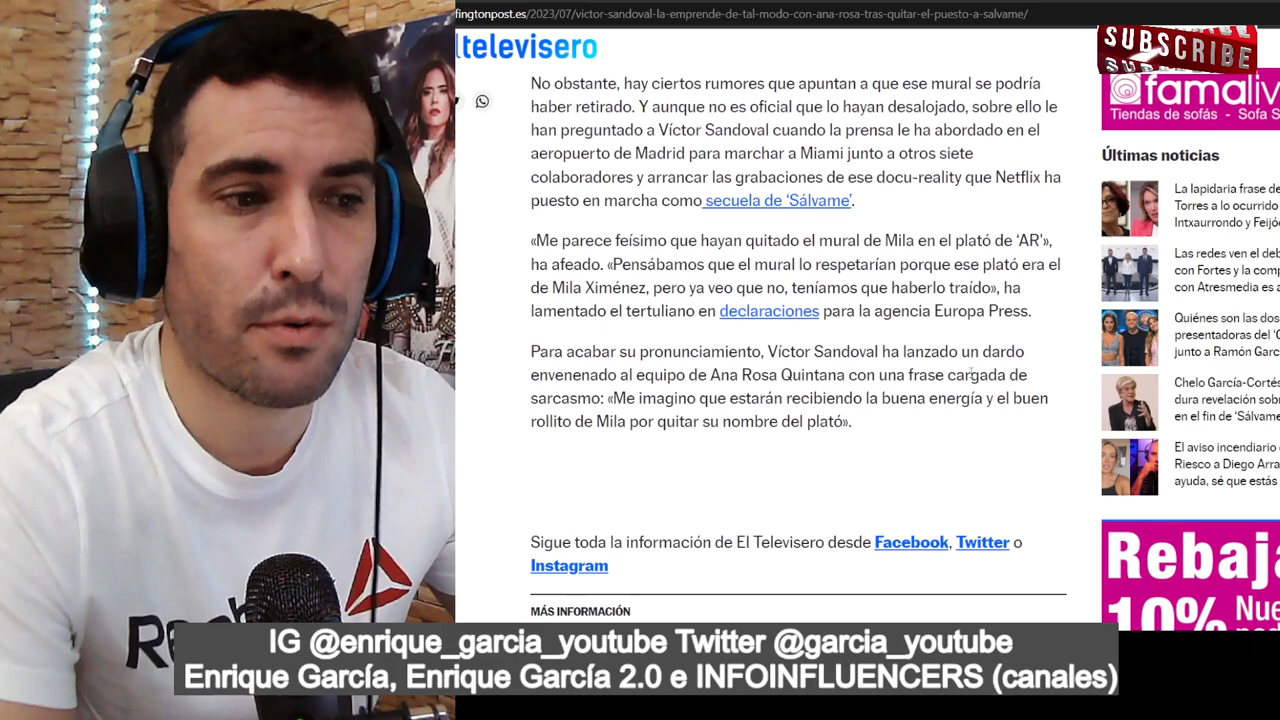 fingtonpost.es/2023/07/victor-sandoval-la-emprende-de-tal-modo-con-ana-rosa-tras-quitar-el-puesto-a-salvame/
SUBSCRIBE
ltelevisero
No obstante, hay ciertos rumores que apuntan a que ese mural se podría
haber retirado. Y aunque no es oficial que lo hayan desalojado, sobre ello le
han preguntado a Víctor Sandoval cuando la prensa le ha abordado en el
aeropuerto de Madrid para marchar a Miami junto a otros siete
colaboradores y arrancar las grabaciones de ese docu-reality que Netflix ha
puesto en marcha como secuela de ‘Sálvame’.
«Me parece feísimo que hayan quitado el mural de Mila en el plató de ‘AR'»,
ha afeado. «Pensábamos que el mural lo respetarían porque ese plató era el
de Mila Ximénez, pero ya veo que no, teníamos que haberlo traído», ha
lamentado el tertuliano en declaraciones para la agencia Europa Press.
Para acabar su pronunciamiento, Víctor Sandoval ha lanzado un dardo
envenenado al equipo de Ana Rosa Quintana con una frase cargada de
sarcasmo: «Me imagino que estarán recibiendo la buena energía y el buen
rollito de Mila por quitar su nombre del plató».
Sigue toda la información de El Televisero desde Facebook, Twitter o
Instagram
MÁS INFORMACIÓN
famaliv
Tiendas de sofás - Sofa S
Últimas noticias
La lapidaria frase de
Torres a lo ocurrido
Intxaurrondo y Feijó
Las redes ven el deb
con Fortes y la comp
con Atresmedia es a
Quiénes son las dos
presentadoras del 'G
junto a Ramón Garc
Chelo García-Cortés
dura revelación sob
en el fin de 'Sálvame
El aviso incendiario
Riesco a Diego Arra
ayuda, sé que estás
Rebaja
10% Nue
Reebok
IG @enrique_garcia_youtube Twitter @garcia_youtube
Enrique García, Enrique García 2.0 e INFOINFLUENCERS (canales)